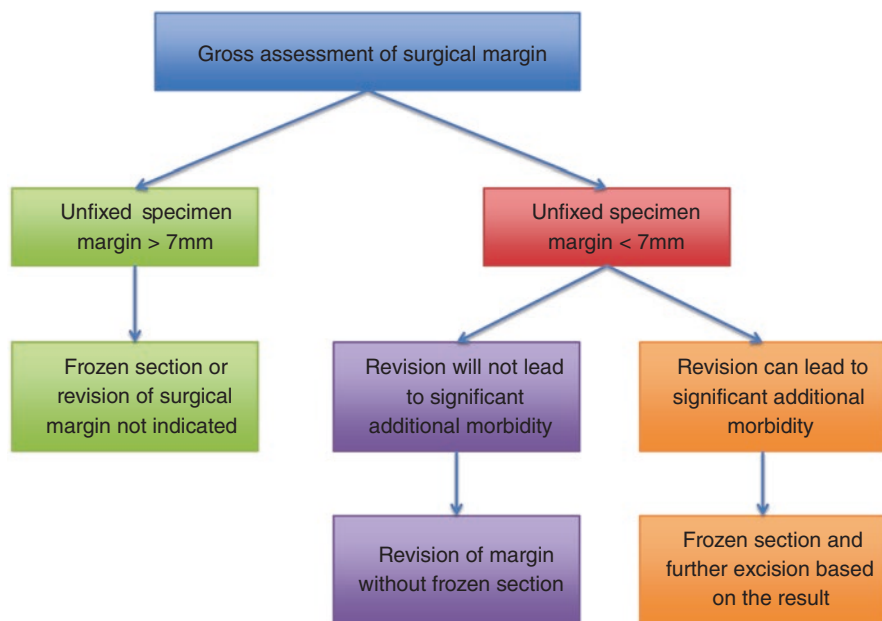 Gross assessment of surgical margin
Unfixed specimen
margin > 7mm
Unfixed specimen
margin < 7mm
Frozen section or
revision of surgical
margin not indicated
Revision will not lead
to significant
additional morbidity
Revision can lead to
significant additional
morbidity
Revision of margin
without frozen section
Frozen section and
further excision based
on the result